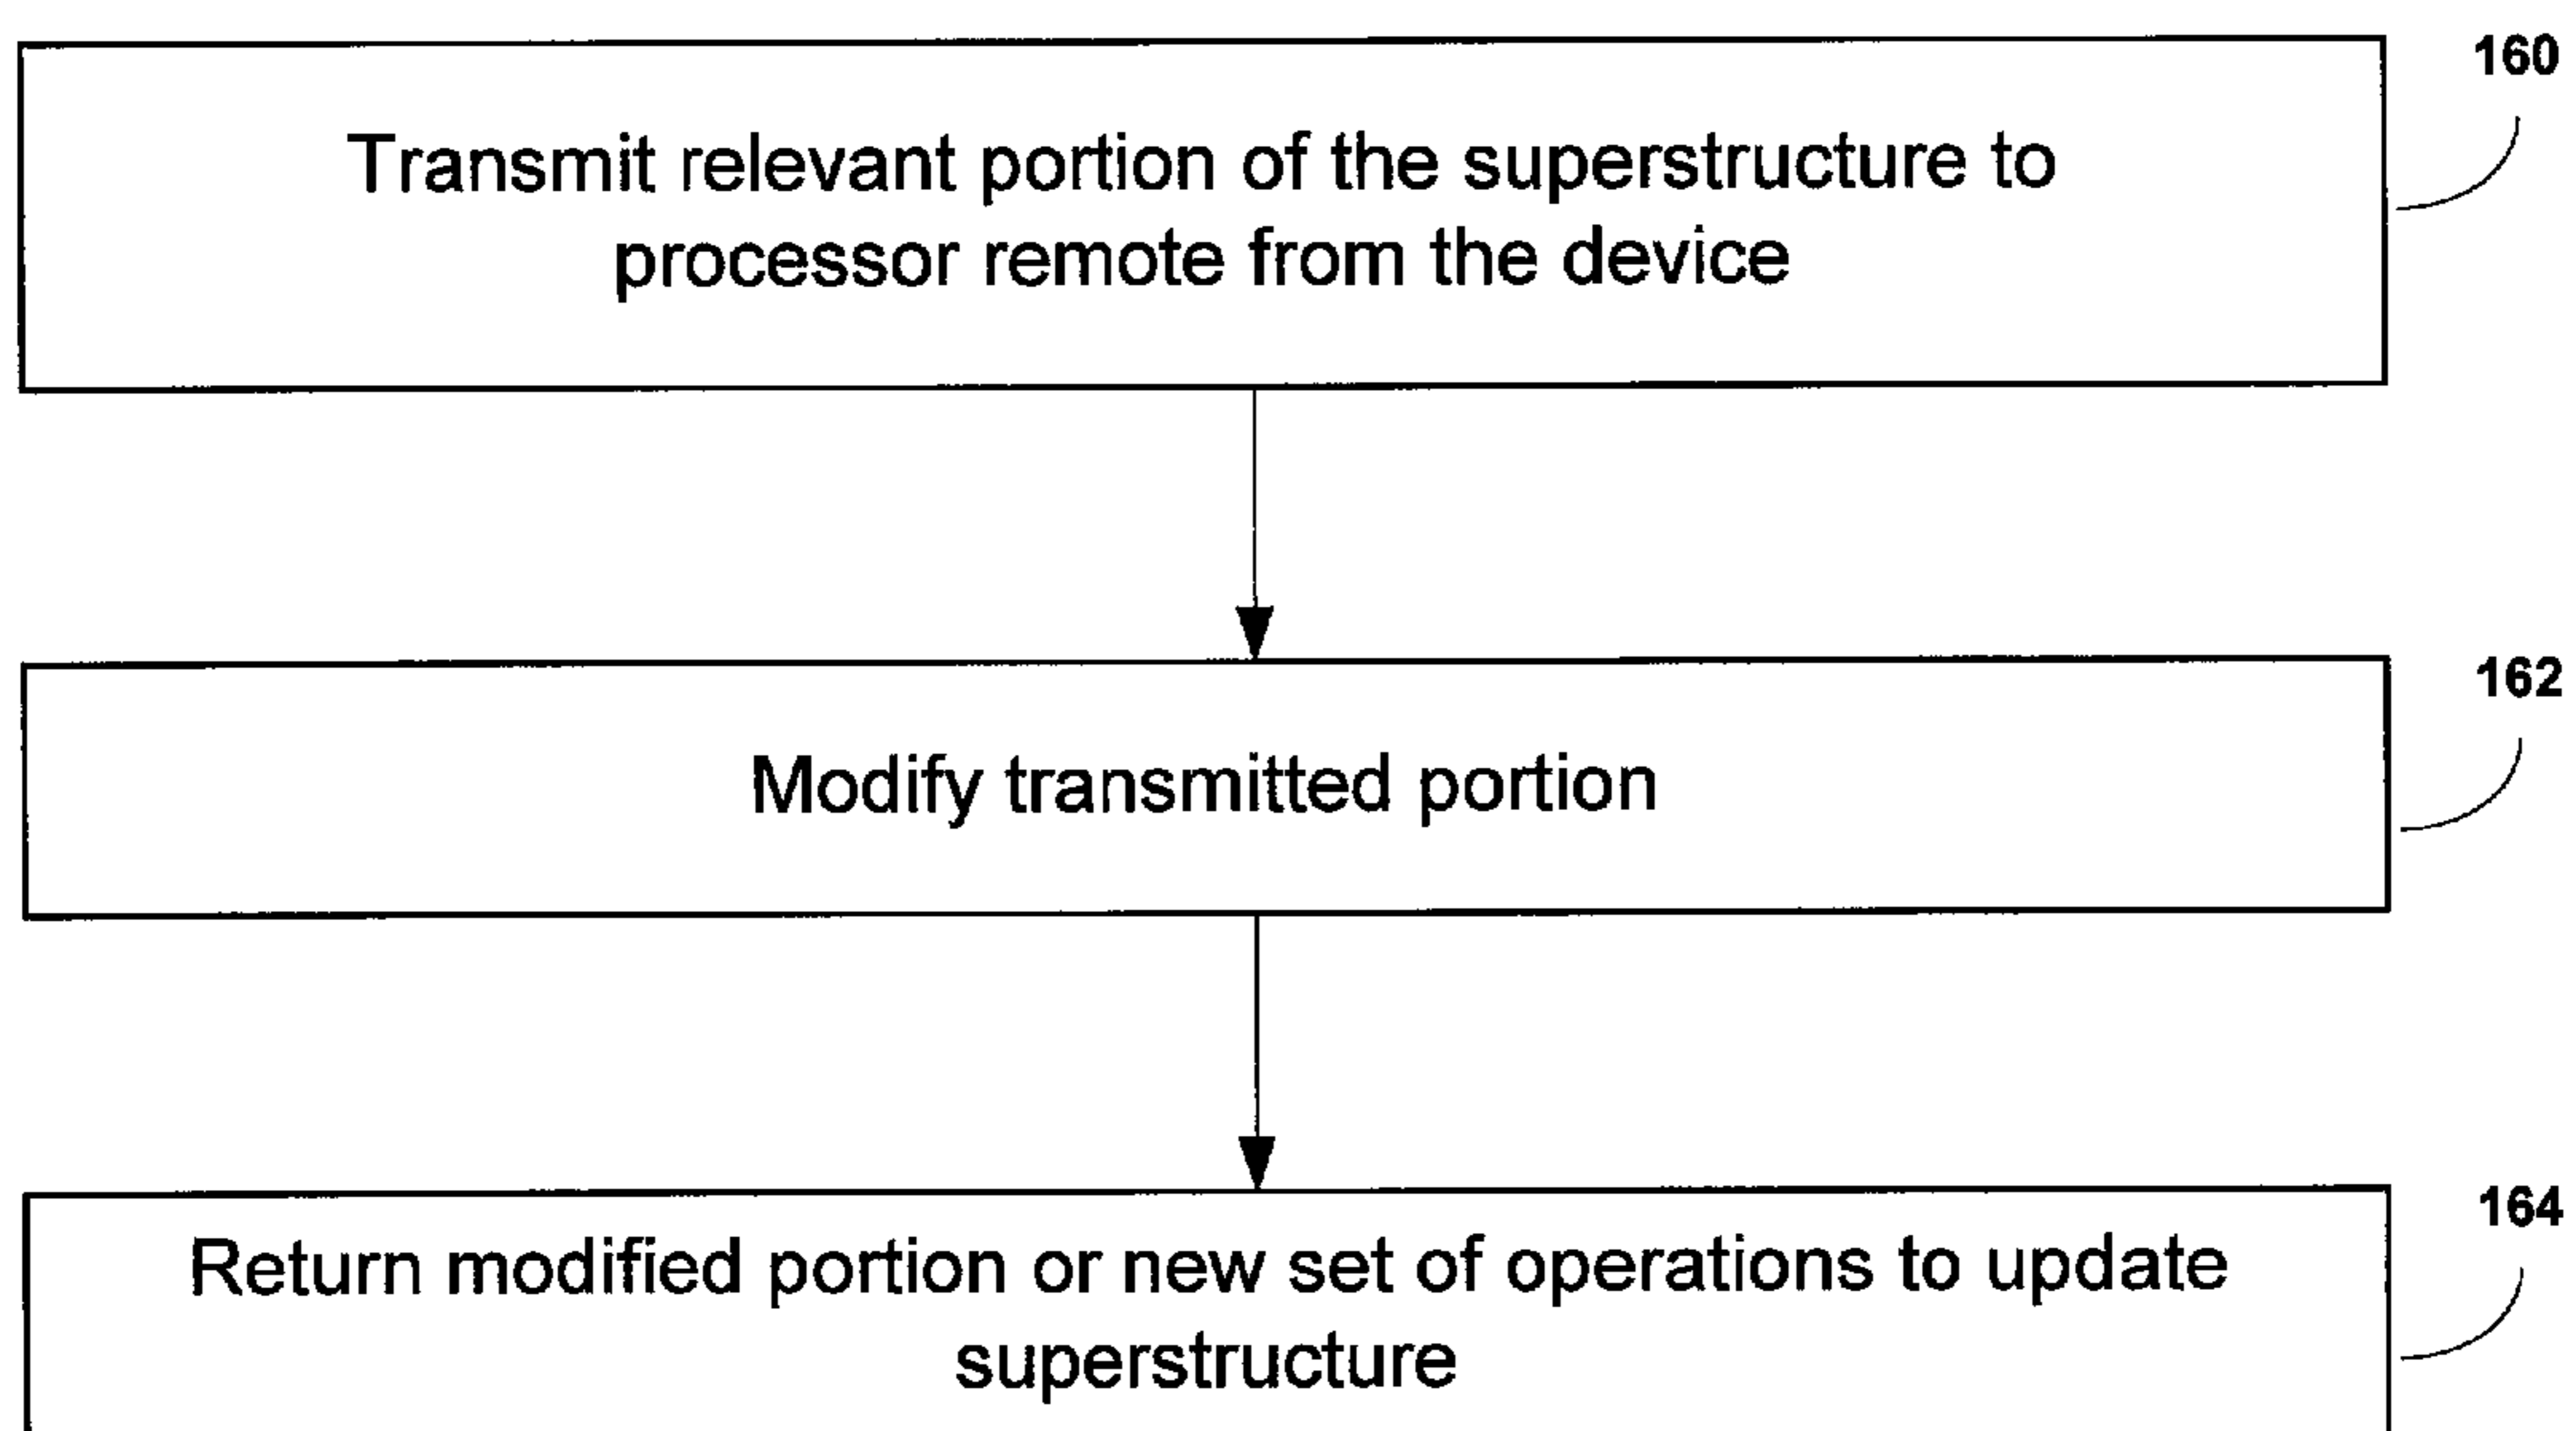 160
Transmit relevant portion of the superstructure to
processor remote from the device
162
Modify transmitted portion
164
Return modified portion or new set of operations to update
superstructure